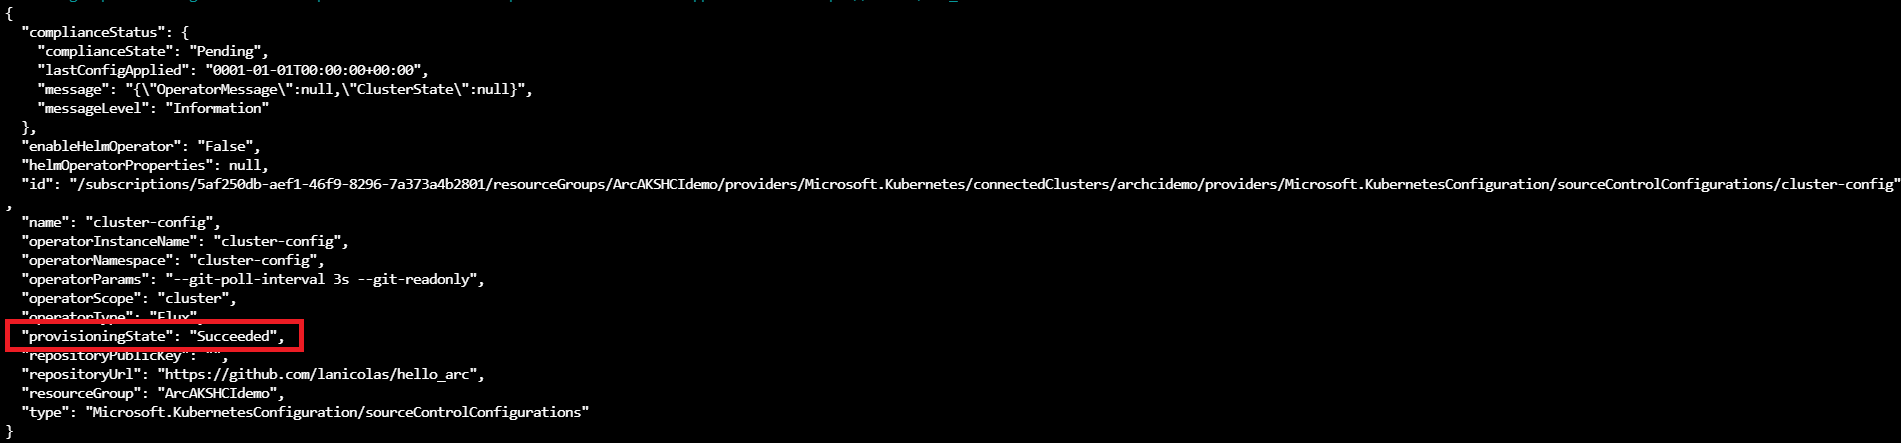 {
"complianceStatus": {
"complianceState": "Pending",
"lastConfigApplied": "0001-01-01T00:00:00+00:00",
"message": "{\"OperatorMessage\":null,\"ClusterState\":null}",
"messageLevel": "Information"
},
"enableHelmOperator": "False",
"helmOperatorProperties": null,
"id": "/subscriptions/5af250db-aef1-46f9-8296-7a373a4b2801/resourceGroups/ArcAKSHCIdemo/providers/Microsoft.Kubernetes/connectedClusters/archcidemo/providers/Microsoft.KubernetesConfiguration/sourceControlConfigurations/cluster-config"
,
"name": "cluster-config",
"operatorInstanceName": "cluster-config",
"operatorNamespace": "cluster-config",
"operatorParams": "--git-poll-interval 3s --git-readonly",
"operatorScope": "cluster",
"operatorType": "Flux",
"provisioningState": "Succeeded",
"repositoryPublicKey": "",
"repositoryUrl": "https://github.com/lanicolas/hello_arc",
"resourceGroup": "ArcAKSHCIdemo",
"type": "Microsoft.KubernetesConfiguration/sourceControlConfigurations"
}